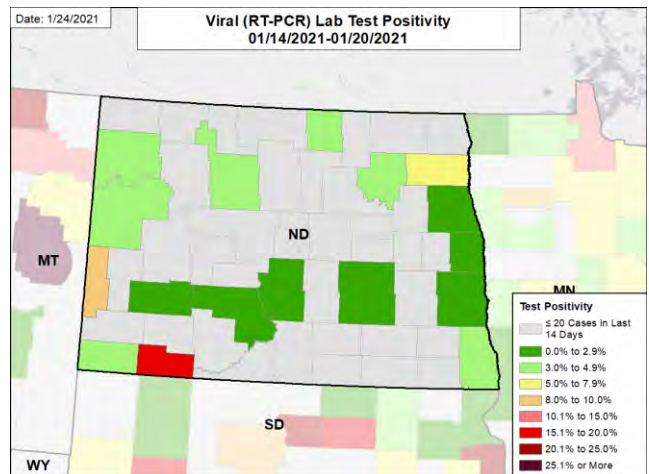 Date: 1/24/2021
Viral (RT-PCR) Lab Test Positivity
01/14/2021-01/20/2021
ND
MT
MN
SD
WY
Test Positivity
≤ 20 Cases in Last
14 Days
0.0% to 2.9%
3.0% to 4.9%
5.0% to 7.9%
8.0% to 10.0%
10.1% to 15.0%
15.1% to 20.0%
20.1% to 25.0%
25.1% or More